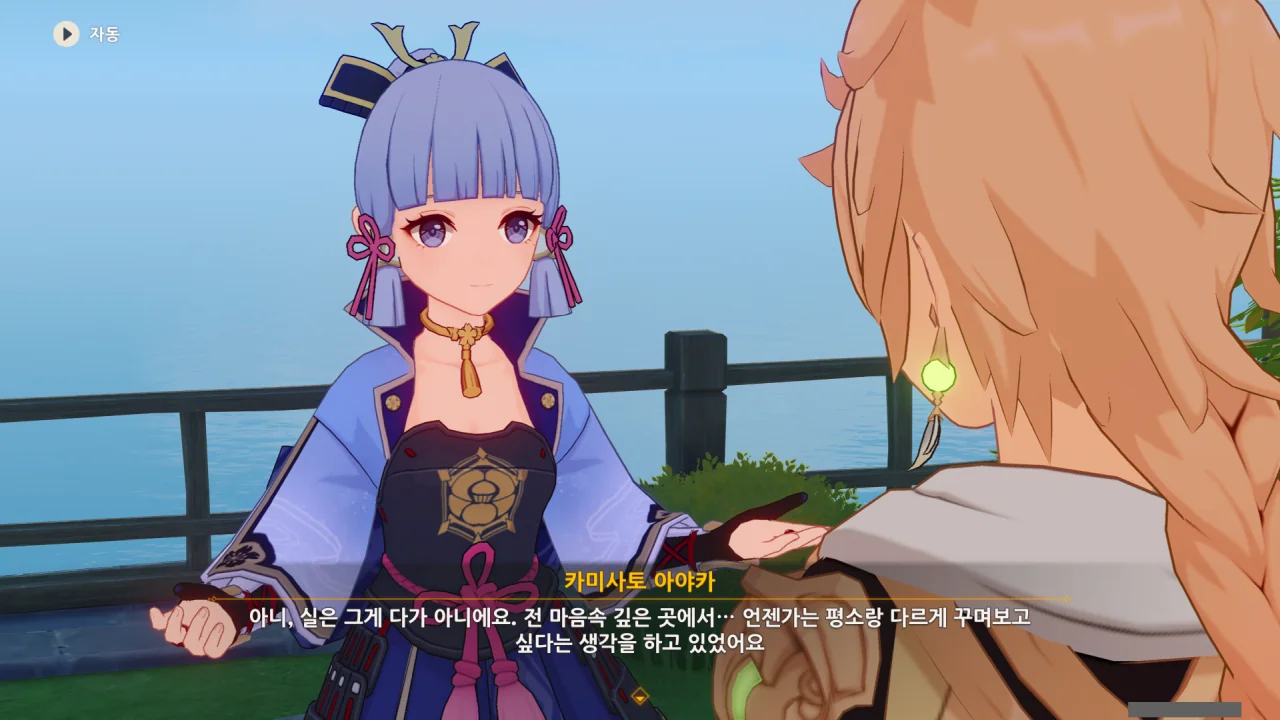 자동
카미사토 아야카
아니, 실은 그게 다가 아니에요. 전 마음속 깊은 곳에서… 언젠가는 평소랑 다르게 꾸며보고
싶다는 생각을 하고 있었어요